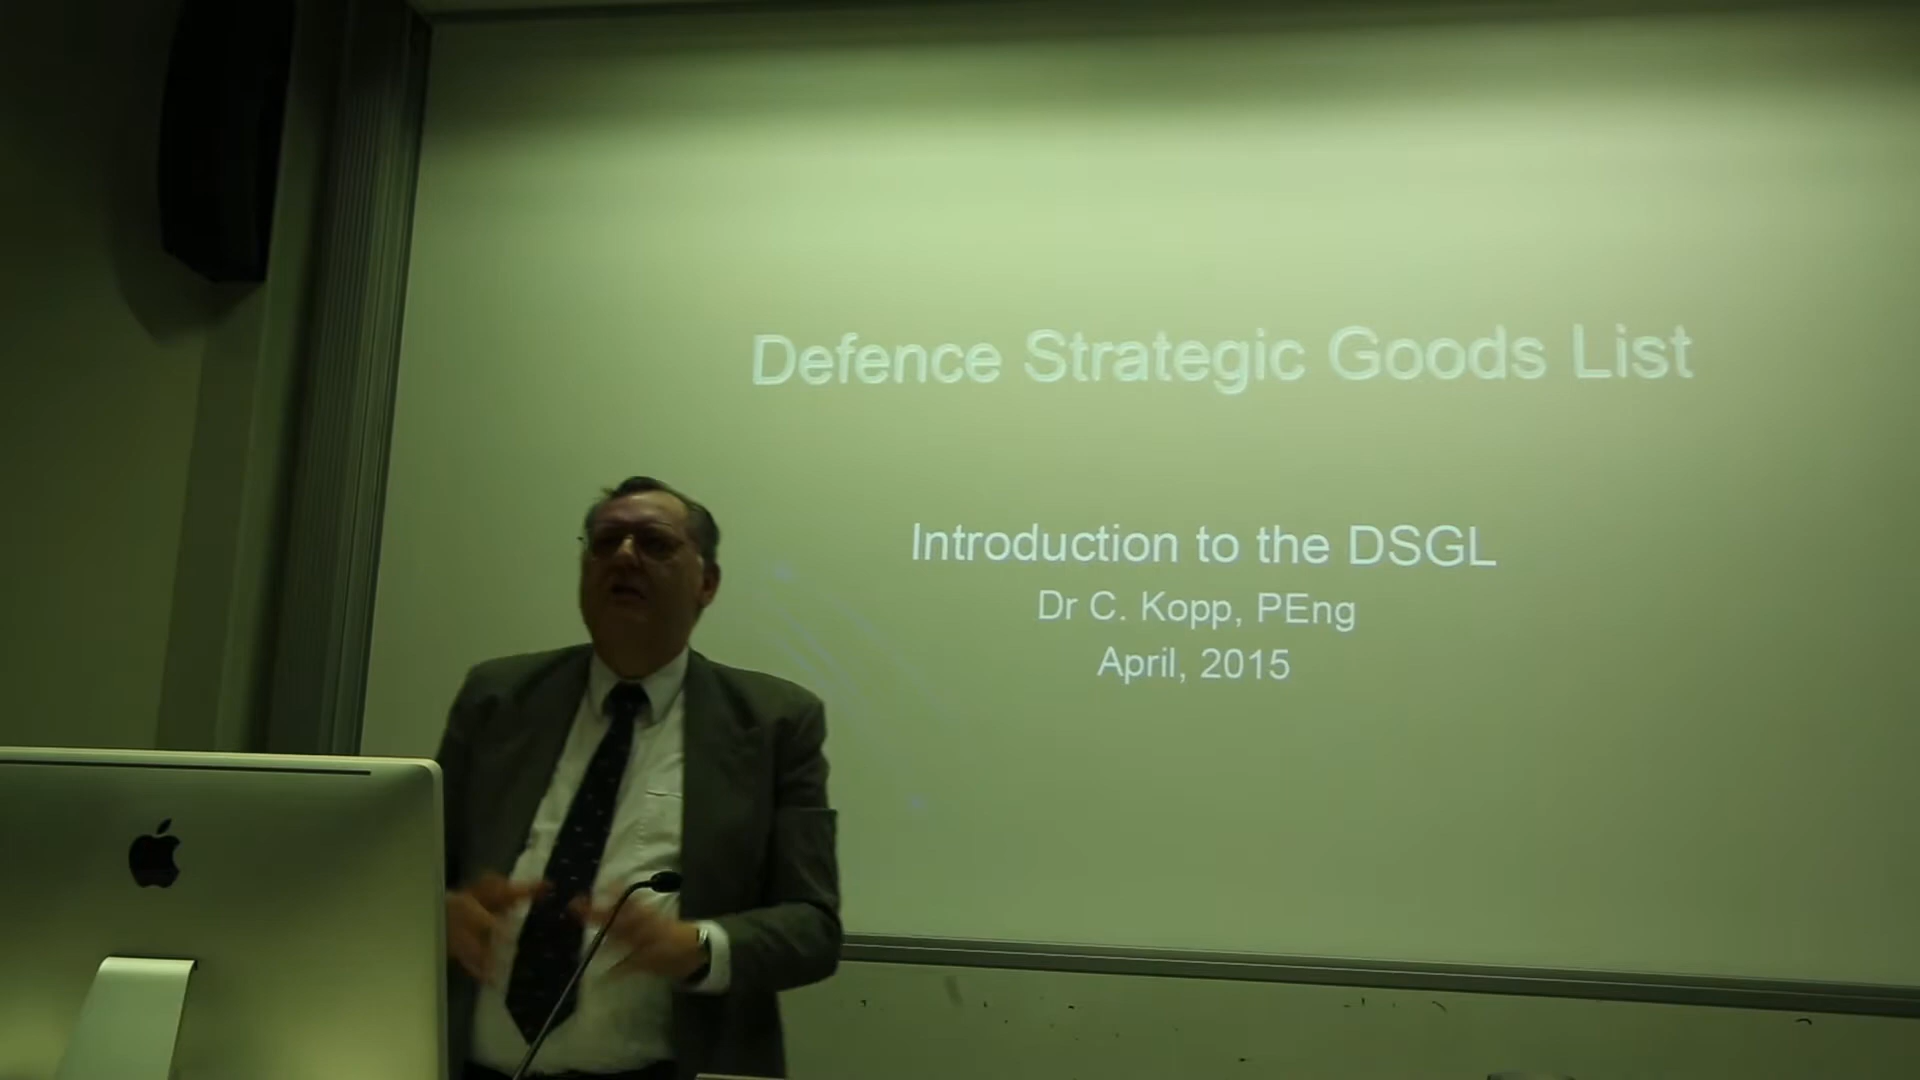 Defence Strategic Goods List
Introduction to the DSGL
Dr C. Kopp, PEng
April, 2015